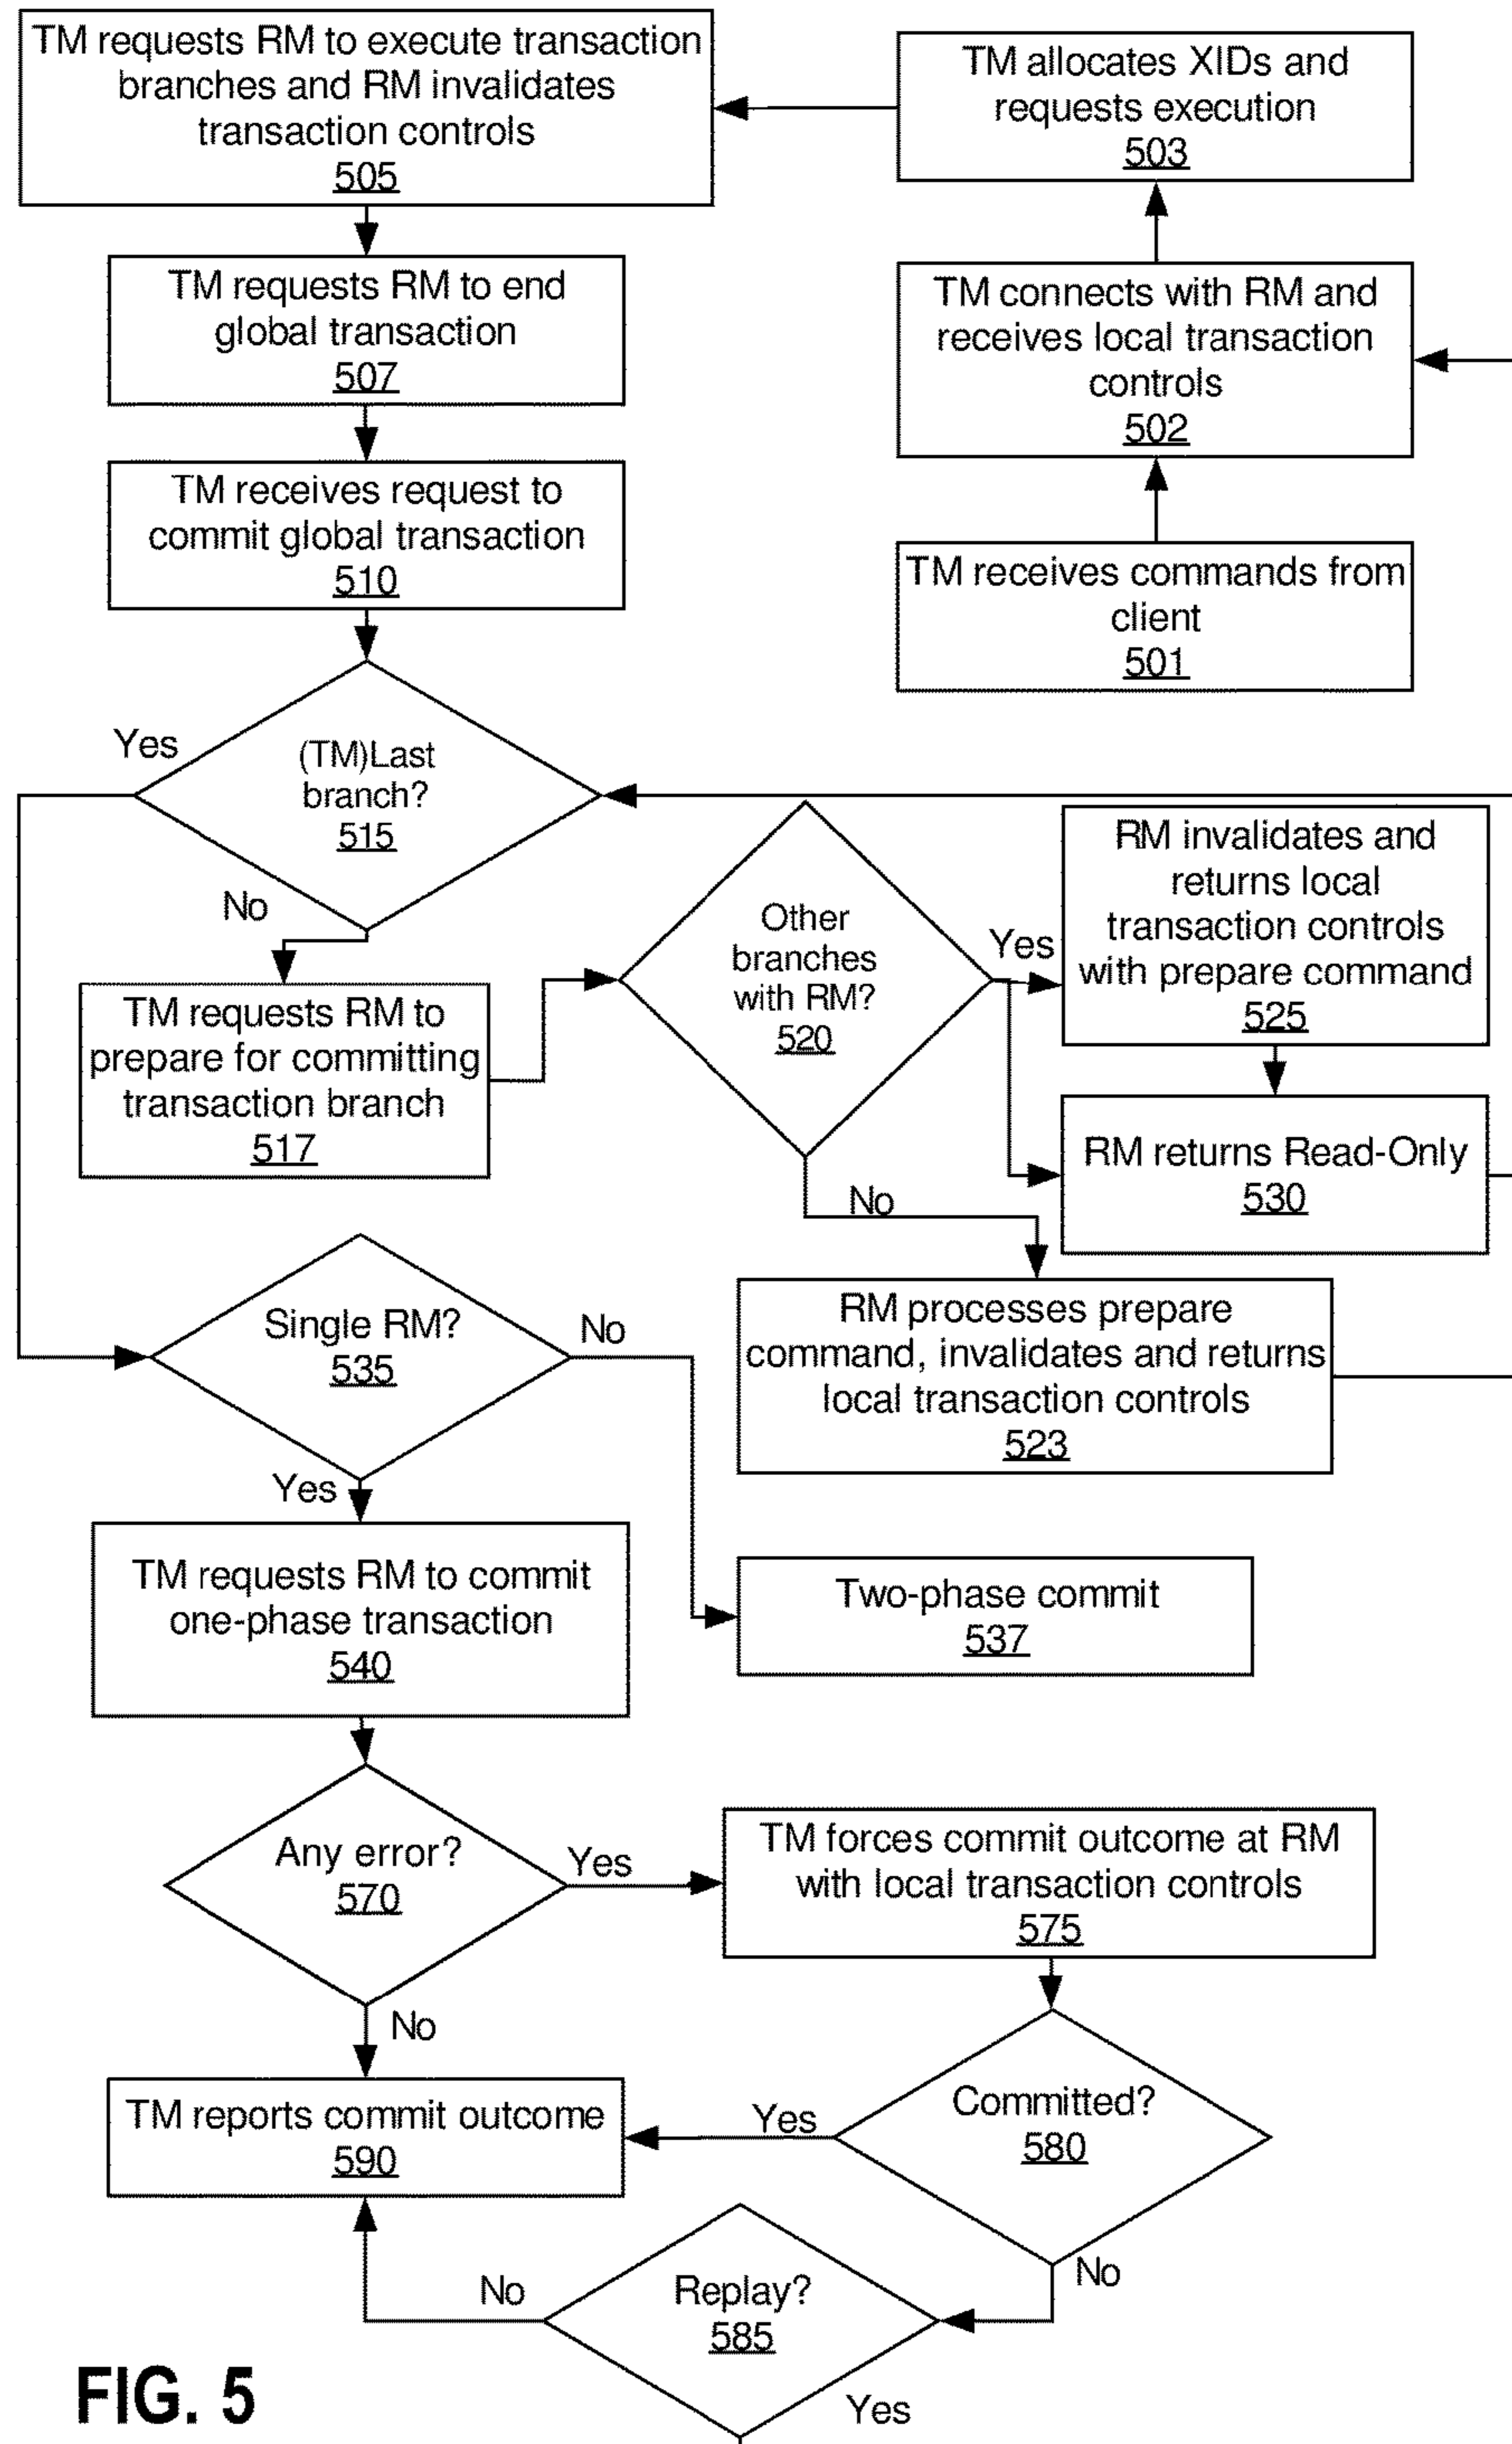 TM requests RM to execute transaction
branches and RM invalidates
transaction controls
505
TM allocates XIDs and
requests execution
503
TM requests RM to end
global transaction
507
TM connects with RM and
receives local transaction
controls
502
TM receives request to
commit global transaction
510
TM receives commands from
client
501
Yes
(TM)Last
branch?
515
No
RM invalidates and
returns local
transaction controls
with prepare command
525
Other
branches
with RM?
520
Yes
TM requests RM to
prepare for committing
transaction branch
517
RM returns Read-Only
530
No
Single RM?
535
No
RM processes prepare
command, invalidates and returns
local transaction controls
523
Yes
TM requests RM to commit
one-phase transaction
540
Two-phase commit
537
Any error?
570
Yes
TM forces commit outcome at RM
with local transaction controls
575
No
TM reports commit outcome
590
Yes
Committed?
580
No
No
Replay?
585
Yes
FIG. 5